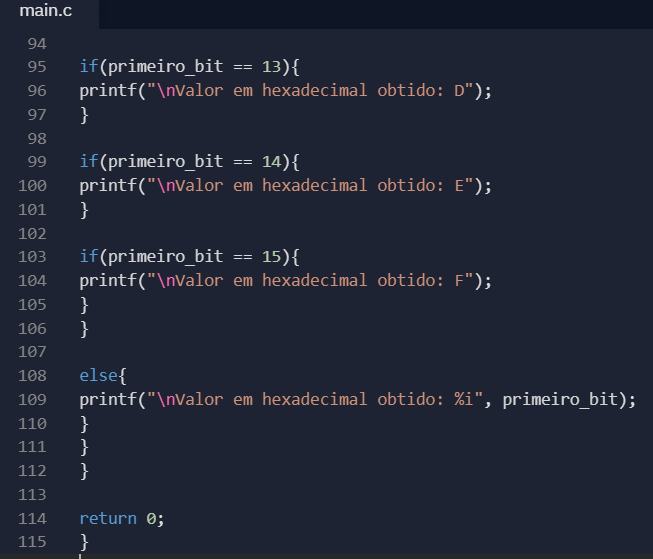 main.c
94
95 if(primeiro_bit == 13){
96 printf("\nValor em hexadecimal obtido: D");
97 }
98
99 if(primeiro_bit == 14){
100 printf("\nValor em hexadecimal obtido: E");
101 }
102
103 if(primeiro_bit == 15){
104 printf("\nValor em hexadecimal obtido: F");
105 }
106 }
107
108 else{
109 printf("\nValor em hexadecimal obtido: %i", primeiro_bit);
110 }
111 }
112 }
113
114 return 0;
115 }